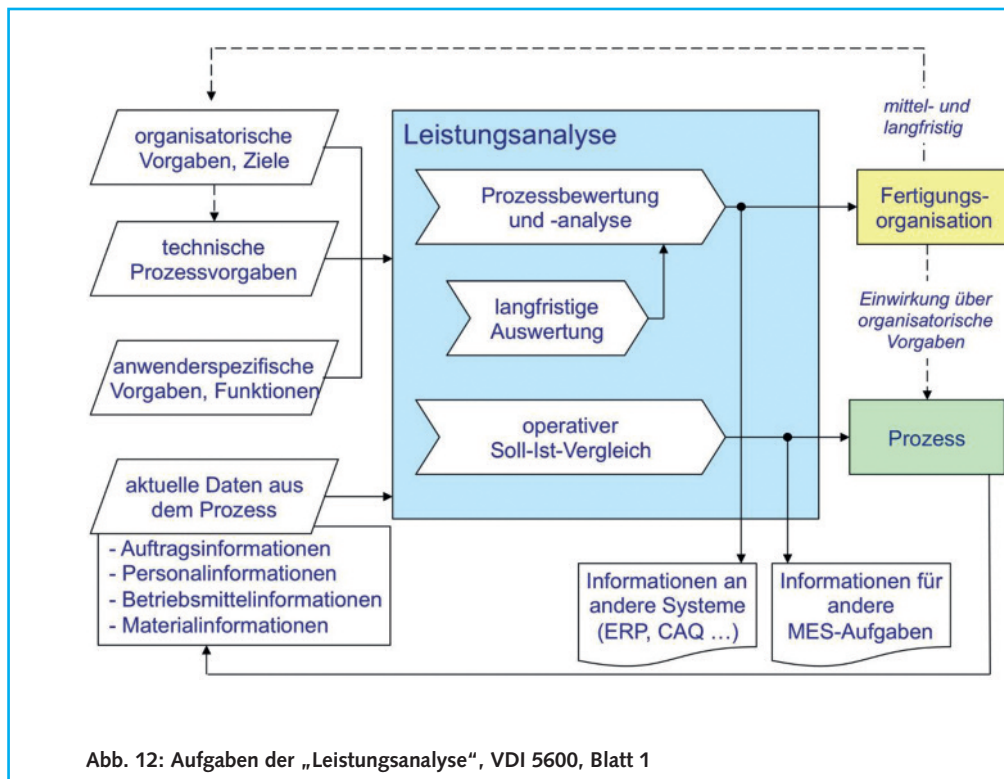 organisatorische
Vorgaben, Ziele
technische
Prozessvorgaben
anwenderspezifische
Vorgaben, Funktionen
aktuelle Daten aus
dem Prozess
- Auftragsinformationen
- Personalinformationen
- Betriebsmittelinformationen
- Materialinformationen
Leistungsanalyse
Prozessbewertung
und -analyse
langfristige
Auswertung
operativer
Soll-Ist-Vergleich
mittel- und
langfristig
Fertigungs-
organisation
Einwirkung über
organisatorische
Vorgaben
Prozess
Informationen an
andere Systeme
(ERP, CAQ …)
Informationen für
andere
MES-Aufgaben
Abb. 12: Aufgaben der „Leistungsanalyse“, VDI 5600, Blatt 1